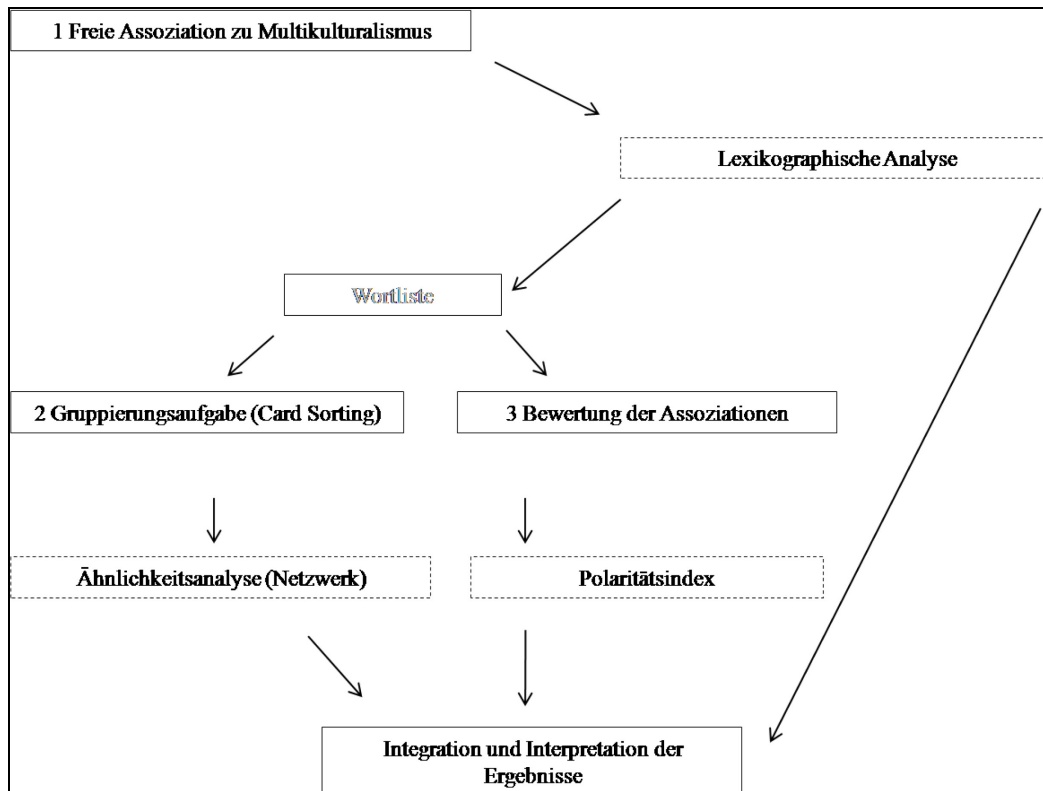 1 Freie Assoziation zu Multikulturalismus
Lexikographische Analyse
Wortliste
2 Gruppierungsaufgabe (Card Sorting)
3 Bewertung der Assoziationen
Ähnlichkeitsanalyse (Netzwerk)
Polaritätsindex
Integration und Interpretation der
Ergebnisse